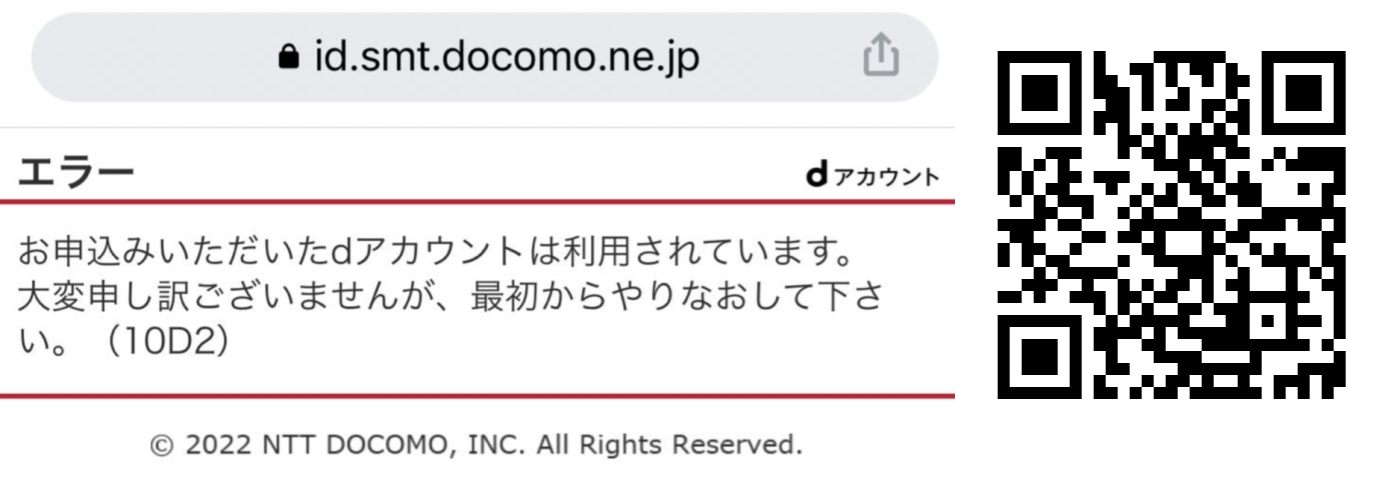 id.smt.docomo.ne.jp
エラー
dアカウント
お申込みいただいたdアカウントは利用されています。
大変申し訳ございませんが、最初からやりなおして下さ
い。（10D2）
© 2022 NTT DOCOMO, INC. All Rights Reserved.